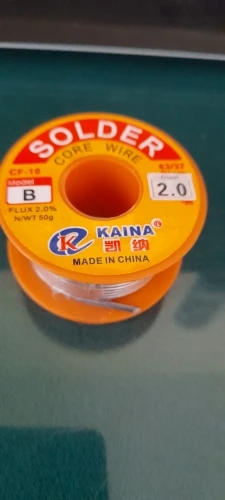 SOLDER
CORE WIRE
CF-10
63/37
Model
B
2.0
FLUX 2.0%
N/WT 50g
KAINA
凯纳
MADE IN CHINA